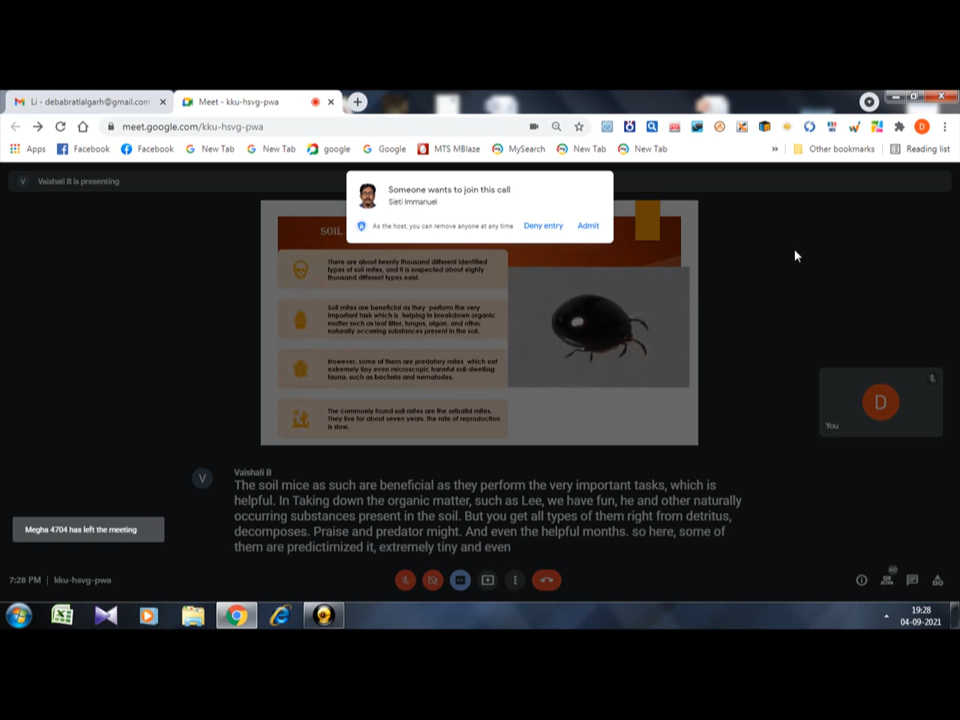 Li - debabratlalgarh@gmail.com
Meet - kku-hsvg-pwa
meet.google.com/kku-hsvg-pwa
D
Apps
Facebook
Facebook
New Tab
New Tab
google
Google
MTS MBlaze
MySearch
New Tab
New Tab
»
Other bookmarks
Reading list
V
Vaishali B is presenting
Someone wants to join this call
Sieti Immanuel
As the host, you can remove anyone at any time
Deny entry
Admit
SOIL
There are about twenty thousand different identified
types of soil mites, and it is suspected about eighty
thousand different types exist.
Soil mites are beneficial as they perform the very
important task which is helping in breakdown organic
matter such as leaf litter, fungus, algae, and other
naturally occurring substances present in the soil.
However, some of them are predatory mites which eat
extremely tiny even microscopic harmful soil-dwelling
fauna, such as bacteria and nematodes.
The commonly found soil mites are the oribatid mites.
They live for about seven years, the rate of reproduction
is slow.
D
You
V
Vaishali B
The soil mice as such are beneficial as they perform the very important tasks, which is
helpful. In Taking down the organic matter, such as Lee, we have fun, he and other naturally
occurring substances present in the soil. But you get all types of them right from detritus,
decomposes. Praise and predator might. And even the helpful months. so here, some of
them are predictimized it, extremely tiny and even
Megha 4704 has left the meeting
7:28 PM | kku-hsvg-pwa
19:28
04-09-2021